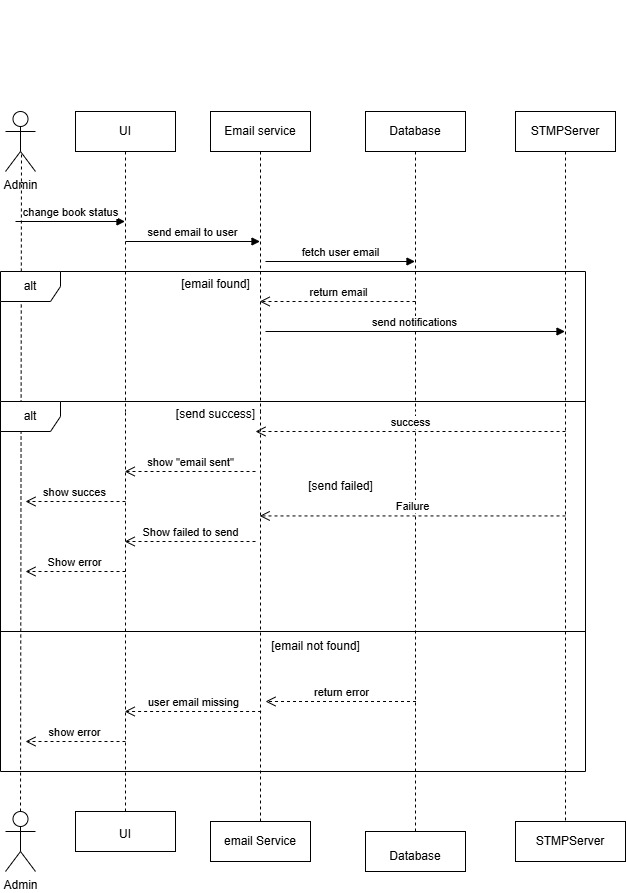 UI
Email service
Database
STMPServer
Admin
change book status
send email to user
fetch user email
alt
[email found]
return email
send notifications
alt
[send success]
success
show "email sent"
show succes
[send failed]
Failure
Show failed to send
Show error
[email not found]
return error
user email missing
show error
UI
email Service
Database
STMPServer
Admin